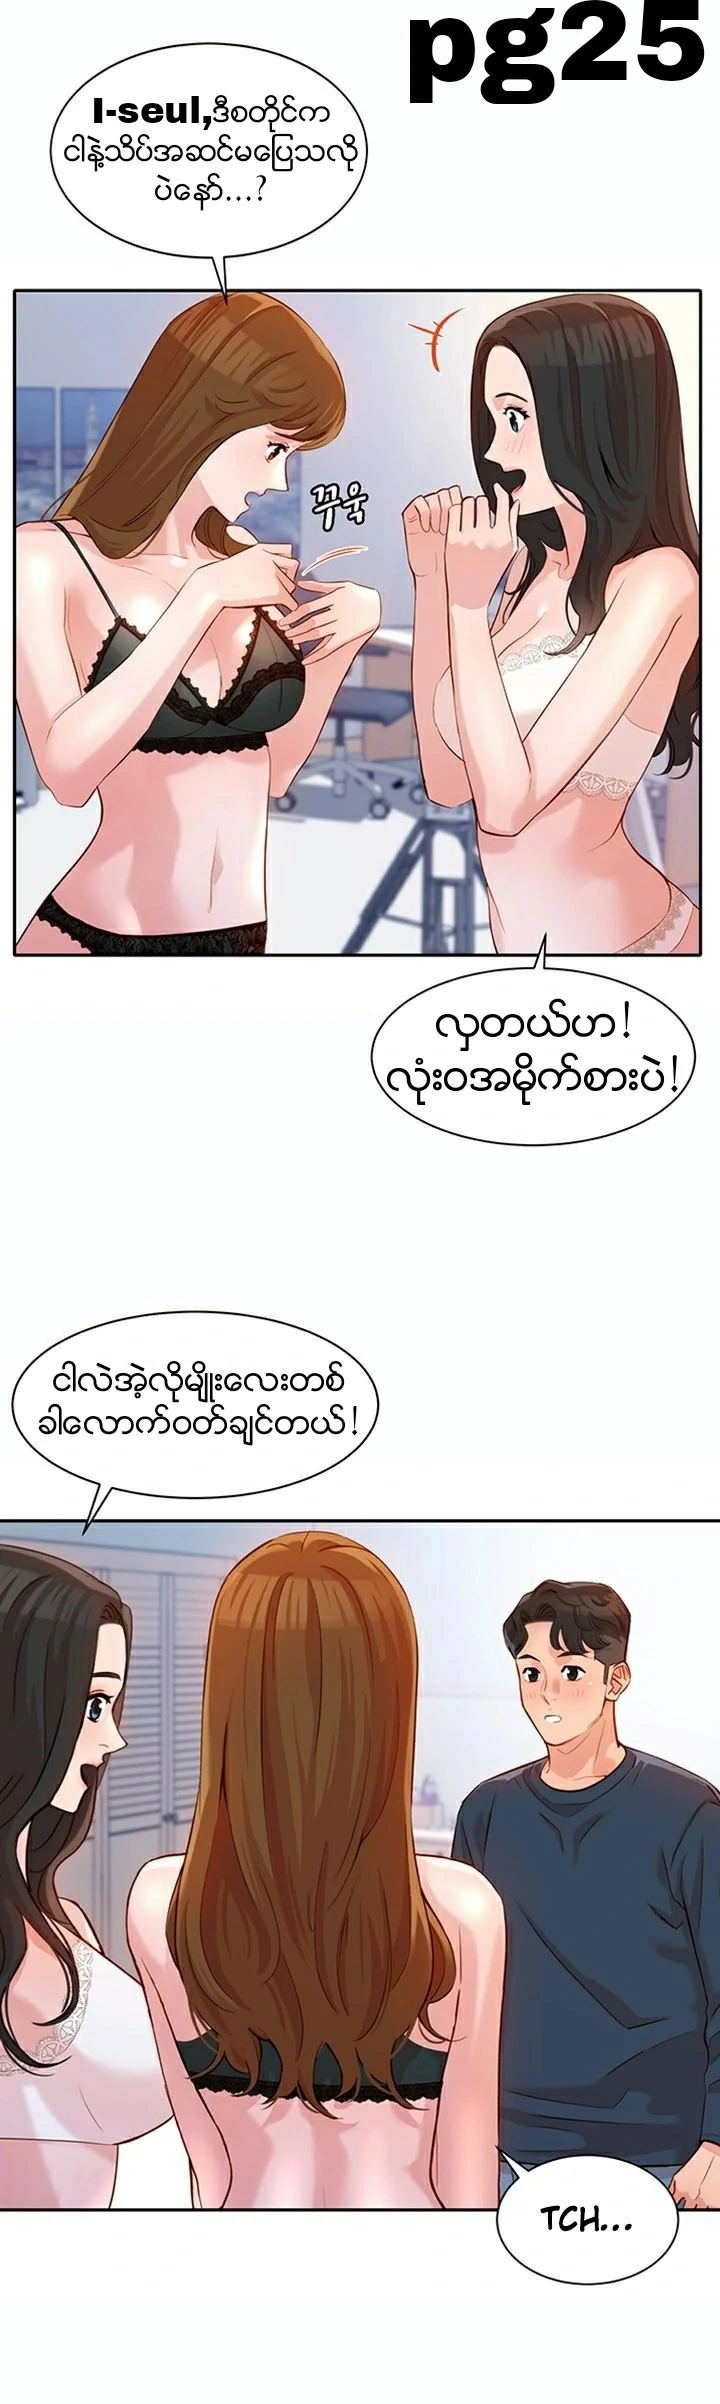 pg25
I-seul,ဒီစတိုင်က
ငါနဲ့သိပ်အဆင်မပြေသလို
ပဲနော်...?
꾸욱
လှတယ်ဟ!
လုံးဝအမိုက်စားပဲ!
ငါလဲအဲ့လိုမျိုးလေးတစ်
ခါလောက်ဝတ်ချင်တယ်!
TCH...